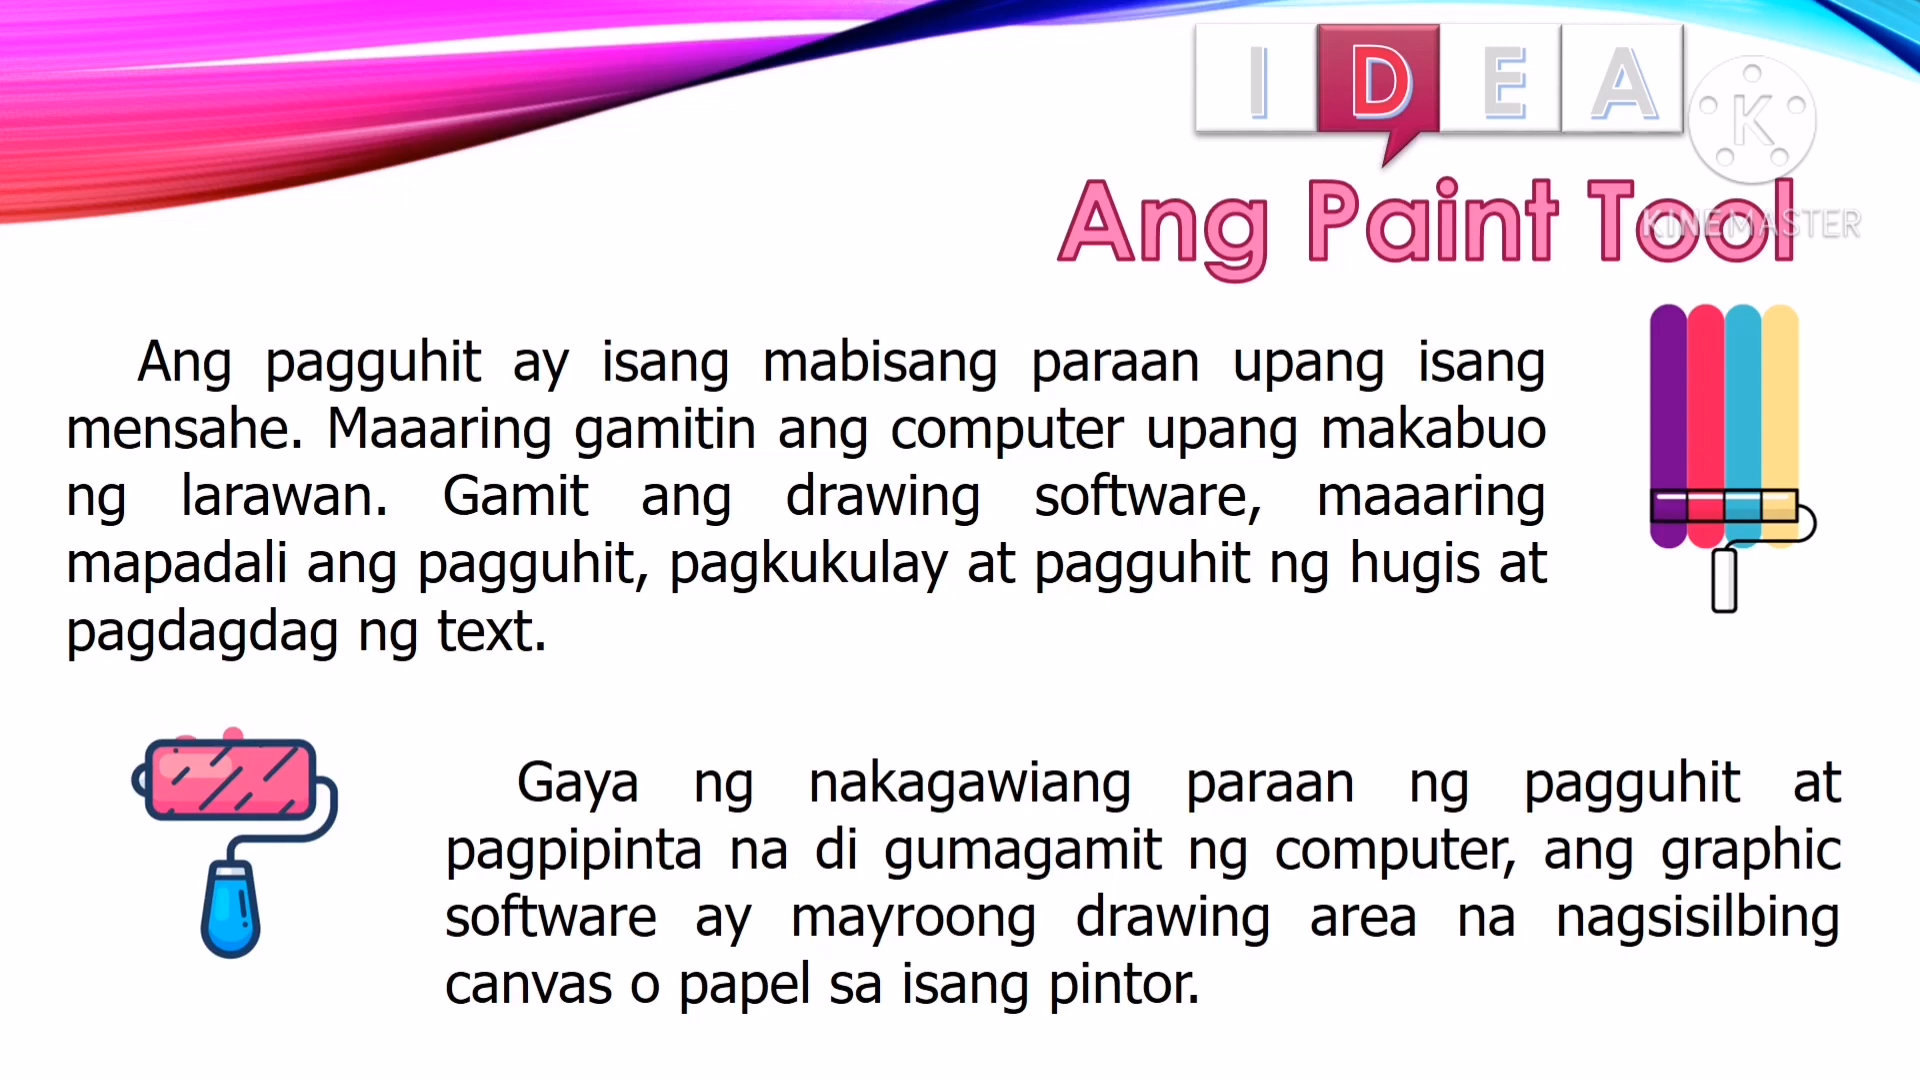 I D E A
K
KINEMASTER
Ang Paint Tool
Ang pagguhit ay isang mabisang paraan upang isang
mensahe. Maaaring gamitin ang computer upang makabuo
ng larawan. Gamit ang drawing software, maaaring
mapadali ang pagguhit, pagkukulay at pagguhit ng hugis at
pagdagdag ng text.
Gaya ng nakagawiang paraan ng pagguhit at
pagpipinta na di gumagamit ng computer, ang graphic
software ay mayroong drawing area na nagsisilbing
canvas o papel sa isang pintor.